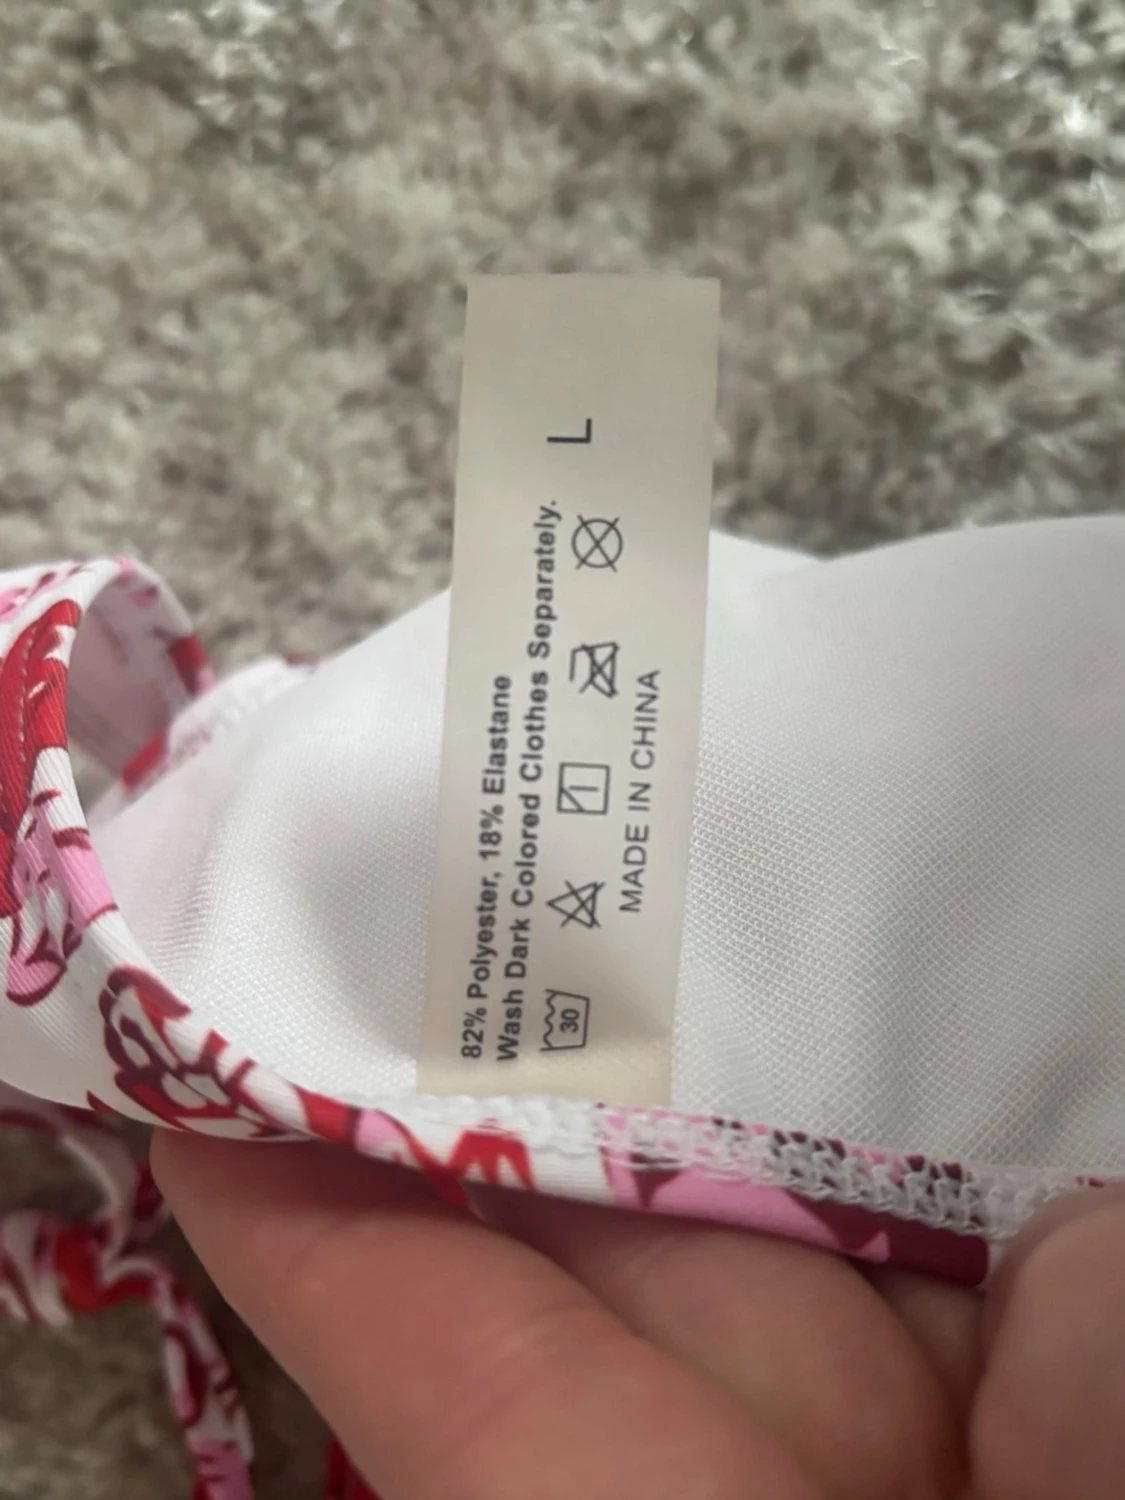 82% Polyester, 18% Elastane
Wash Dark Colored Clothes Separately.
30
L
MADE IN CHINA